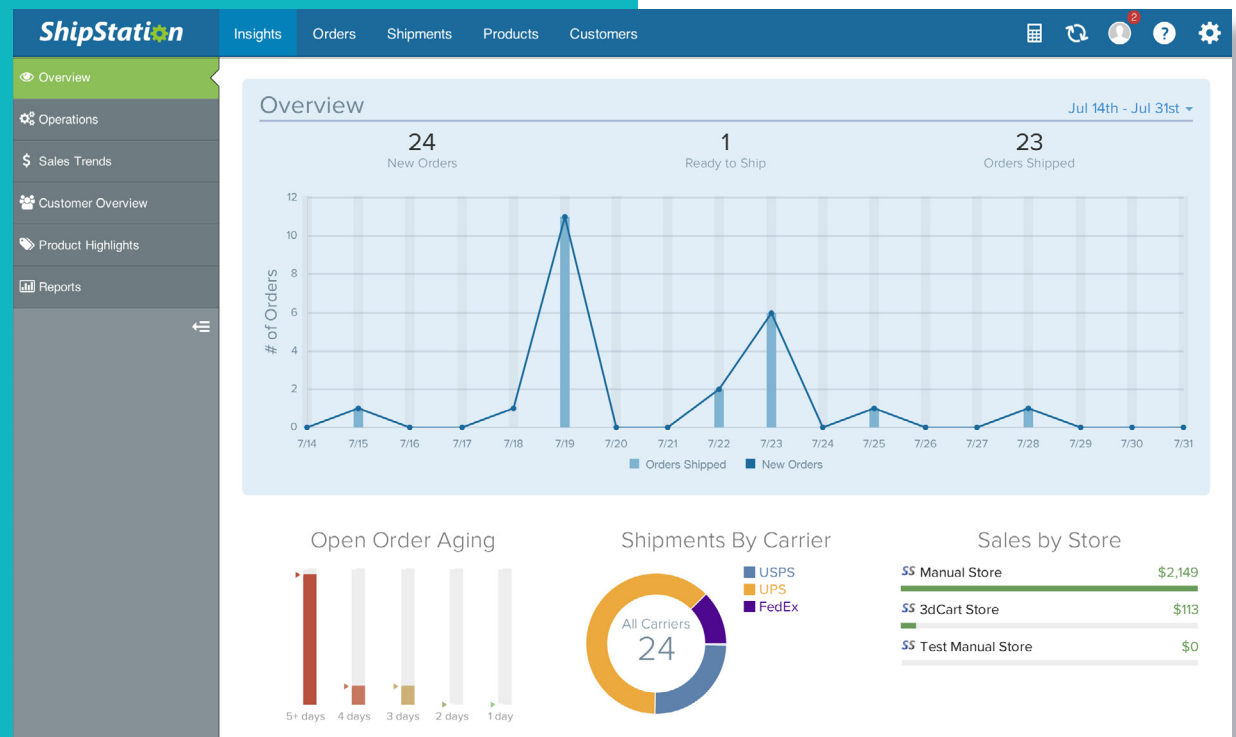 ShipStation
Insights Orders Shipments Products Customers
2
?
Overview
Operations
$ Sales Trends
Customer Overview
Product Highlights
Reports
Overview
Jul 14th - Jul 31st
24 1 23
New Orders Ready to Ship Orders Shipped
# of Orders
12
10
8
6
4
2
0
7/14 7/15 7/16 7/17 7/18 7/19 7/20 7/21 7/22 7/23 7/24 7/25 7/26 7/27 7/28 7/29 7/30 7/31
Orders Shipped New Orders
Open Order Aging
5+ days 4 days 3 days 2 days 1 day
Shipments By Carrier
USPS
UPS
FedEx
All Carriers
24
Sales by Store
SS Manual Store $2,149
SS 3dCart Store $113
SS Test Manual Store $0